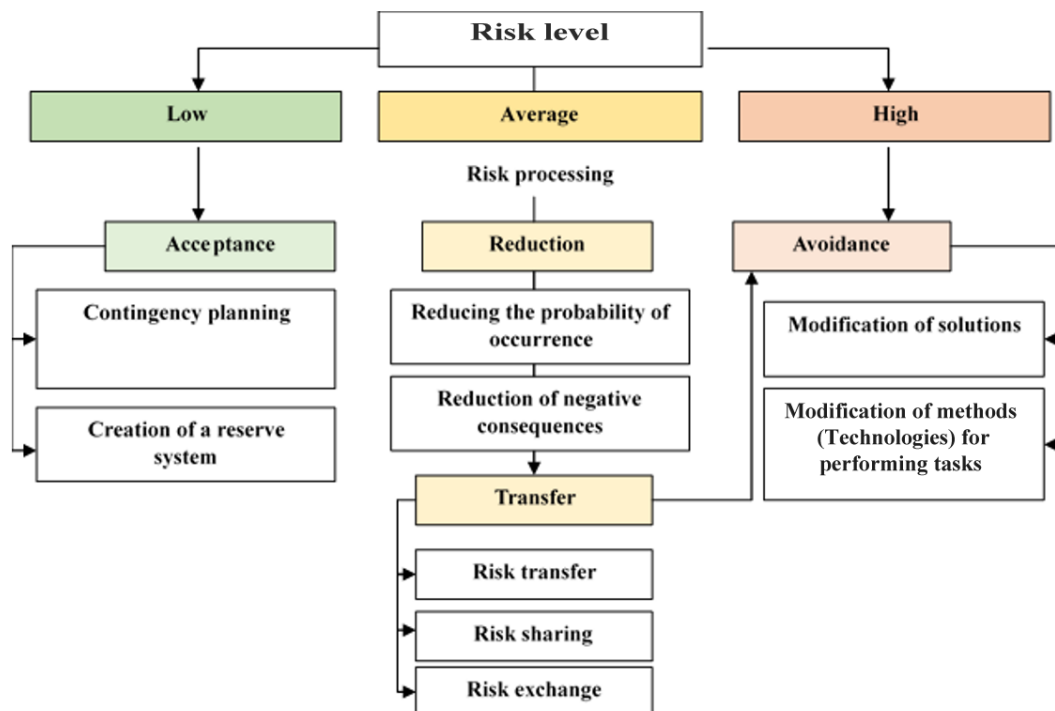 Risk level
Low
Average
High
Risk processing
Acceptance
Reduction
Avoidance
Contingency planning
Reducing the probability of
occurrence
Modification of solutions
Reduction of negative
consequences
Modification of methods
(Technologies) for
performing tasks
Creation of a reserve
system
Transfer
Risk transfer
Risk sharing
Risk exchange